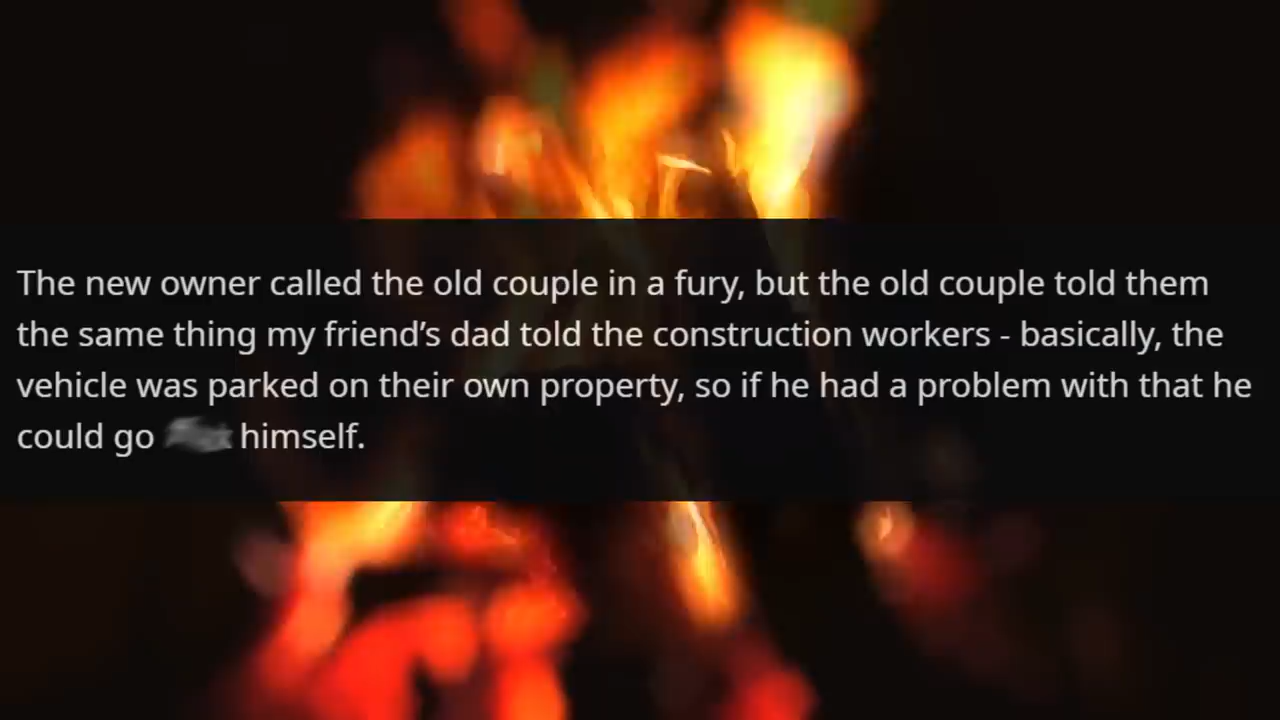 The new owner called the old couple in a fury, but the old couple told them
the same thing my friend’s dad told the construction workers - basically, the
vehicle was parked on their own property, so if he had a problem with that he
could go himself.